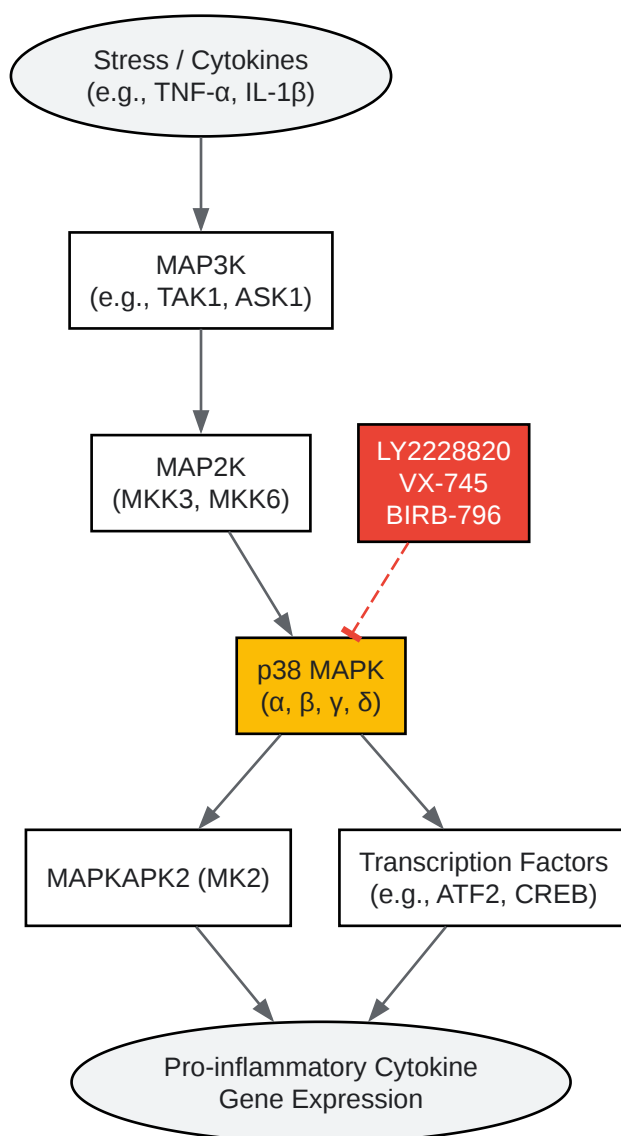 Stress / Cytokines
(e.g., TNF-α, IL-1β)
MAP3K
(e.g., TAK1, ASK1)
MAP2K
(MKK3, MKK6)
LY2228820
VX-745
BIRB-796
p38 MAPK
(α, β, γ, δ)
MAPKAPK2 (MK2)
Transcription Factors
(e.g., ATF2, CREB)
Pro-inflammatory Cytokine
Gene Expression